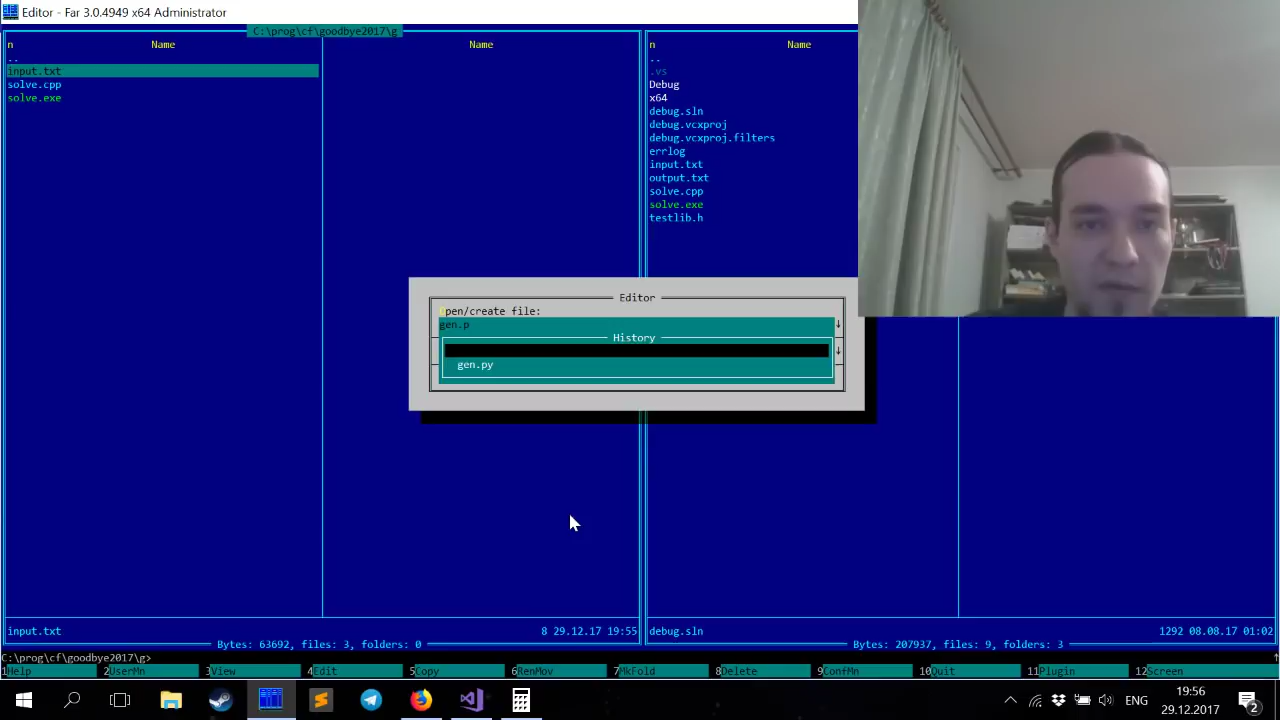 Editor - Far 3.0.4949 x64 Administrator
C:\prog\cf\goodbye2017\g
n Name Name
..
input.txt
solve.cpp
solve.exe
n Name
..
.vs
Debug
x64
debug.sln
debug.vcxproj
debug.vcxproj.filters
errlog
input.txt
output.txt
solve.cpp
solve.exe
testlib.h
Editor
Open/create file:
gen.p
History
gen.py
input.txt 8 29.12.17 19:55
Bytes: 63692, files: 3, folders: 0
debug.sln 1292 08.08.17 01:02
Bytes: 207937, files: 9, folders: 3
C:\prog\cf\goodbye2017\g>
1Help 2UserMn 3View 4Edit 5Copy 6RenMov 7MkFold 8Delete 9ConfMn 10Quit 11Plugin 12Screen
ENG
19:56
29.12.2017
2